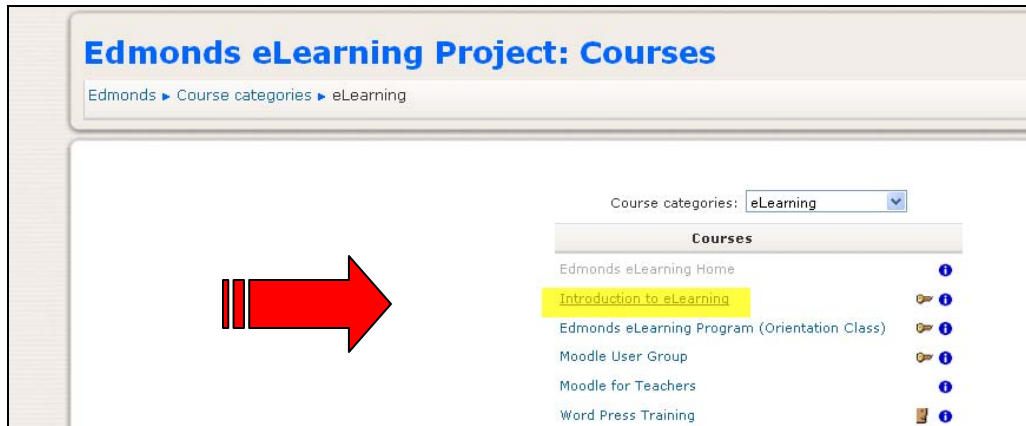 Edmonds eLearning Project: Courses
Edmonds ► Course categories ► eLearning
Course categories: eLearning
Courses
Edmonds eLearning Home
Introduction to eLearning
Edmonds eLearning Program (Orientation Class)
Moodle User Group
Moodle for Teachers
Word Press Training